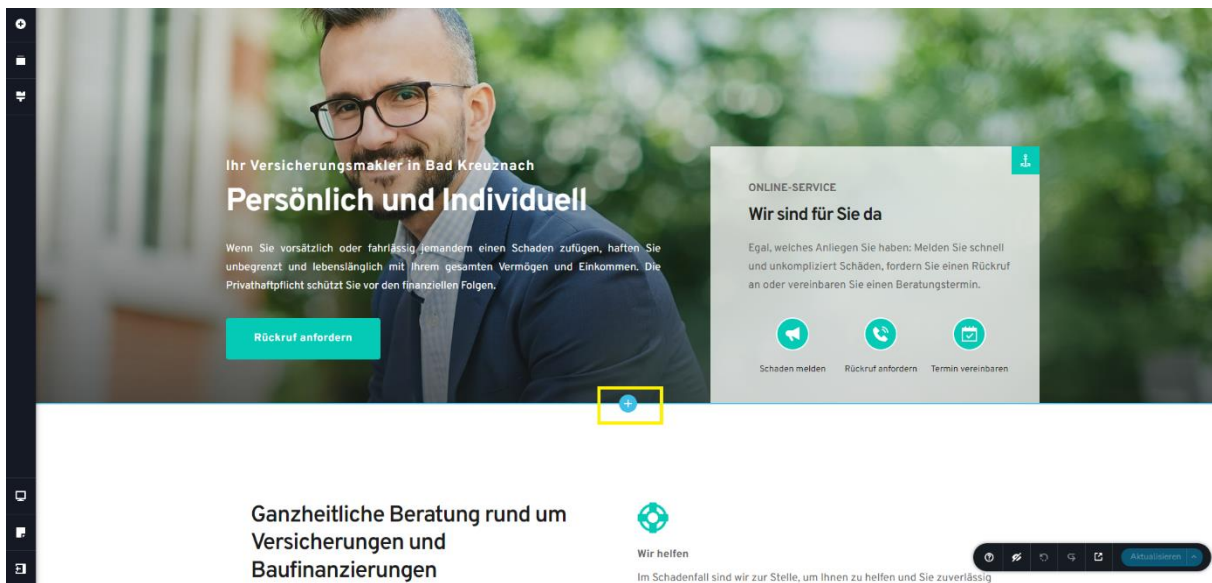 Ihr Versicherungsmakler in Bad Kreuznach
Persönlich und Individuell
Wenn Sie vorsätzlich oder fahrlässig jemandem einen Schaden zufügen, haften Sie
unbegrenzt und lebenslänglich mit Ihrem gesamten Vermögen und Einkommen. Die
Privathaftpflicht schützt Sie vor den finanziellen Folgen.
Rückruf anfordern
ONLINE-SERVICE
Wir sind für Sie da
Egal, welches Anliegen Sie haben: Melden Sie schnell
und unkompliziert Schäden, fordern Sie einen Rückruf
an oder vereinbaren Sie einen Beratungstermin.
Schaden melden
Rückruf anfordern
Termin vereinbaren
Ganzheitliche Beratung rund um
Versicherungen und
Baufinanzierungen
Wir helfen
Im Schadenfall sind wir zur Stelle, um Ihnen zu helfen und Sie zuverlässig
Aktualisieren